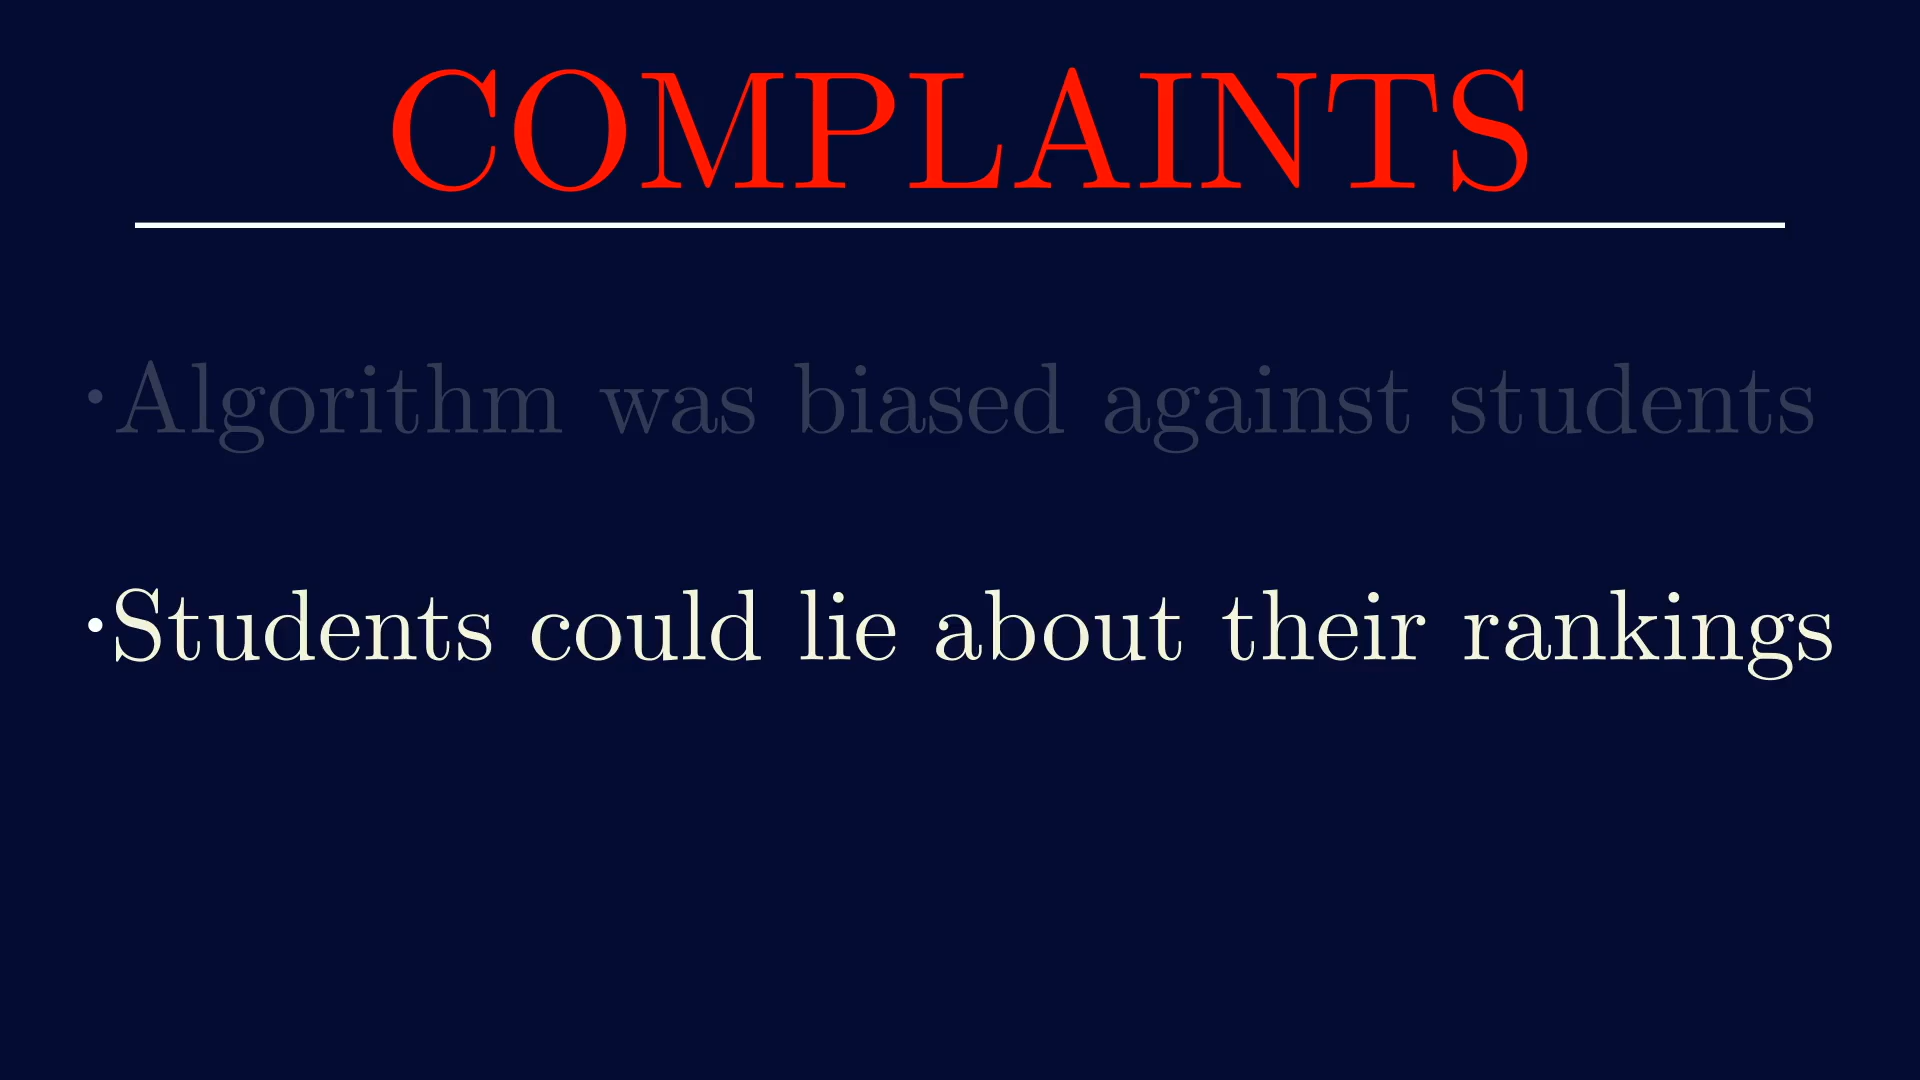 COMPLAINTS
•Algorithm was biased against students
•Students could lie about their rankings